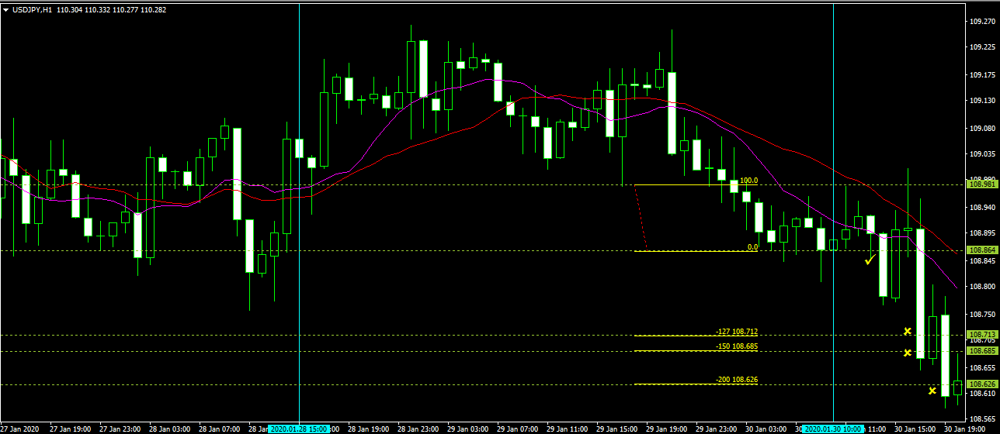 USDJPY,H1 110.304 110.332 110.277 110.282
109.270
109.225
109.175
109.130
109.080
109.035
108.981
108.940
108.895
108.864
108.845
108.800
108.750
108.713
108.705
108.685
108.655
108.626
108.610
108.565
100.0
0.0
-127 108.712
-150 108.685
-200 108.626
27 Jan 2020
27 Jan 19:00
27 Jan 23:00
28 Jan 03:00
28 Jan 07:00
28 Jan
2020.01.28 15:00
:00
28 Jan 19:00
28 Jan 23:00
29 Jan 03:00
29 Jan 07:00
29 Jan 11:00
29 Jan 15:00
29 Jan 19:00
29 Jan 23:00
30 Jan 03:00
30 Jan 07:00
2020.01.30 10:00
11:00
30 Jan 15:00
30 Jan 19:00